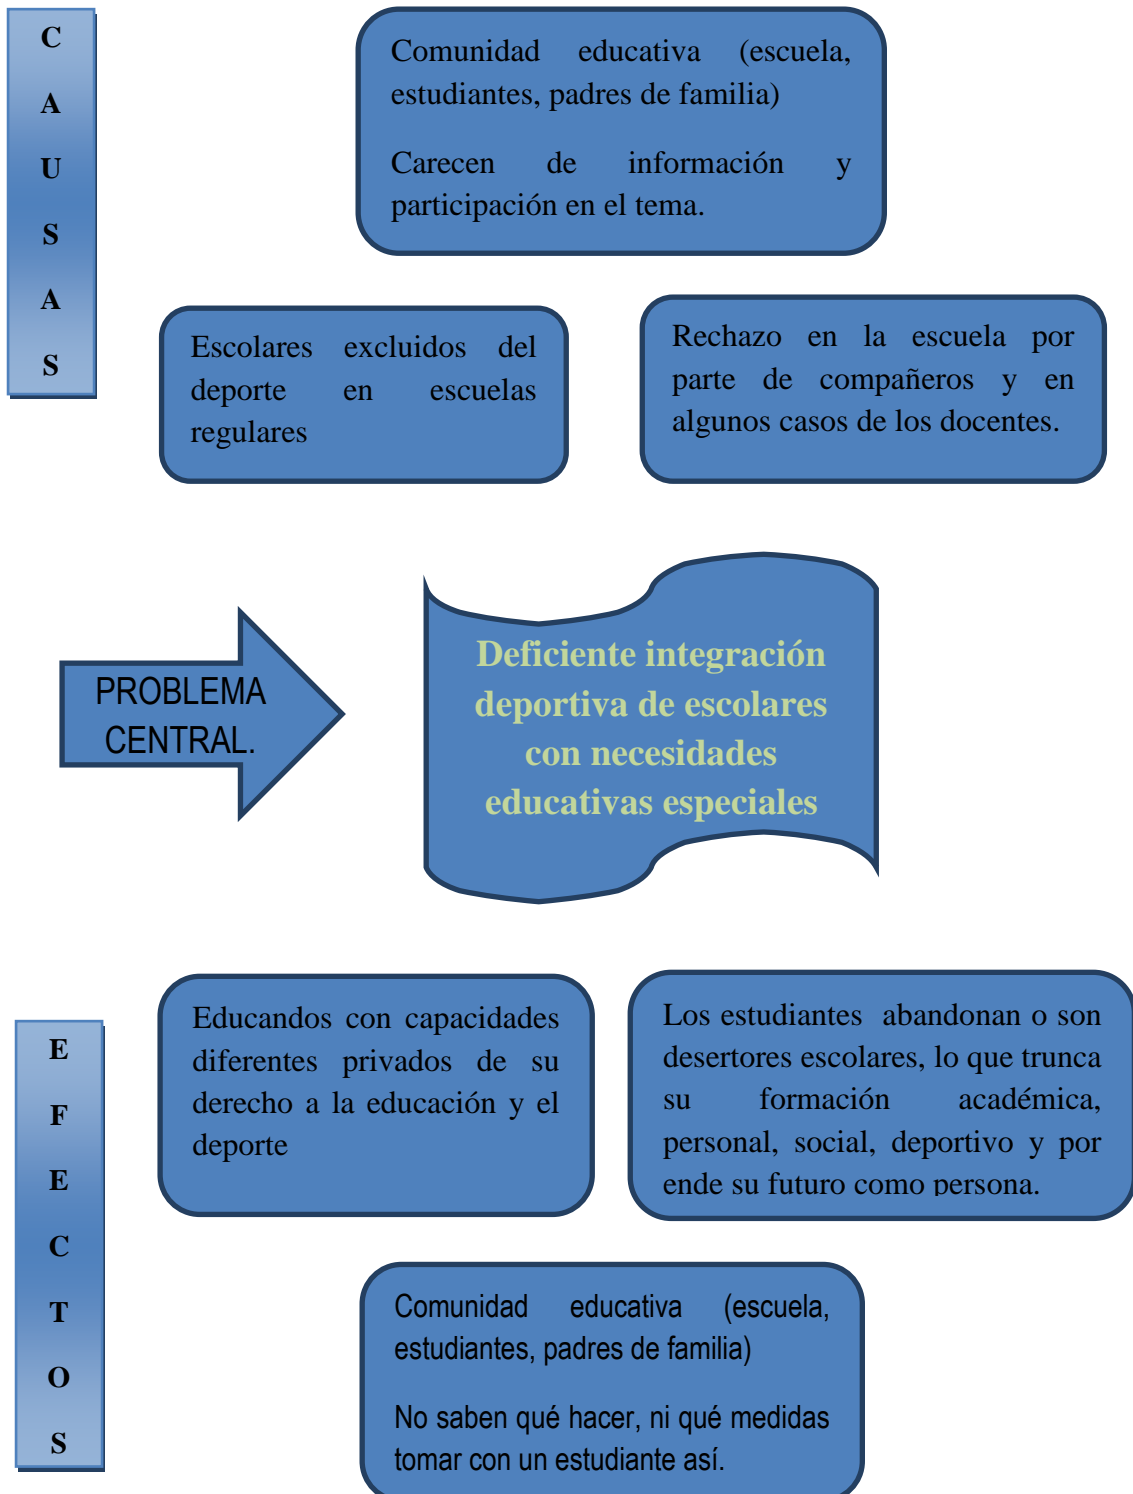 C
A
U
S
A
S
Comunidad educativa (escuela,
estudiantes, padres de familia)
Carecen de información y
participación en el tema.
Escolares excluidos del
deporte en escuelas
regulares
Rechazo en la escuela por
parte de compañeros y en
algunos casos de los docentes.
PROBLEMA
CENTRAL.
Deficiente integración
deportiva de escolares
con necesidades
educativas especiales
E
F
E
C
T
O
S
Educandos con capacidades
diferentes privados de su
derecho a la educación y el
deporte
Los estudiantes abandonan o son
desertores escolares, lo que trunca
su formación académica,
personal, social, deportivo y por
ende su futuro como persona.
Comunidad educativa (escuela,
estudiantes, padres de familia)
No saben qué hacer, ni qué medidas
tomar con un estudiante así.